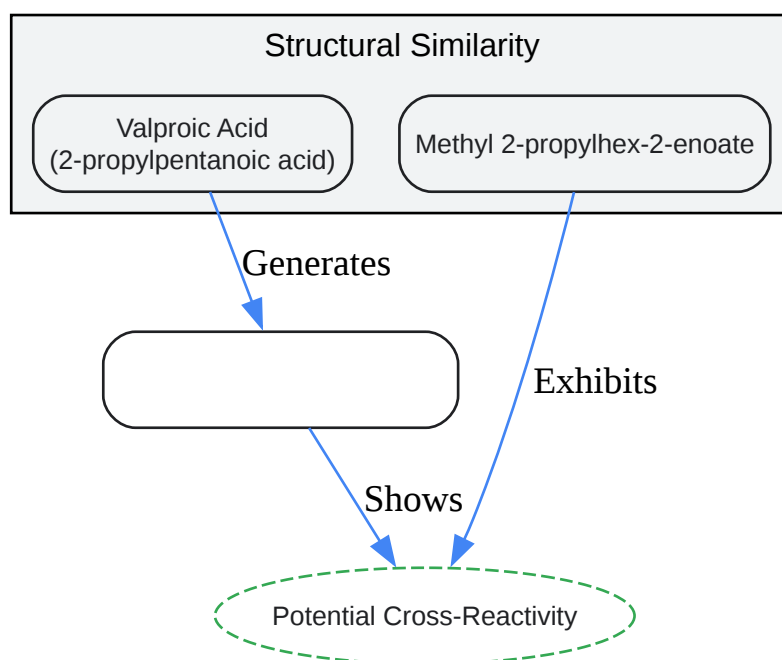 Structural Similarity
Valproic Acid
(2-propylpentanoic acid)
Methyl 2-propylhex-2-enoate
Generates
Exhibits
Shows
Potential Cross-Reactivity